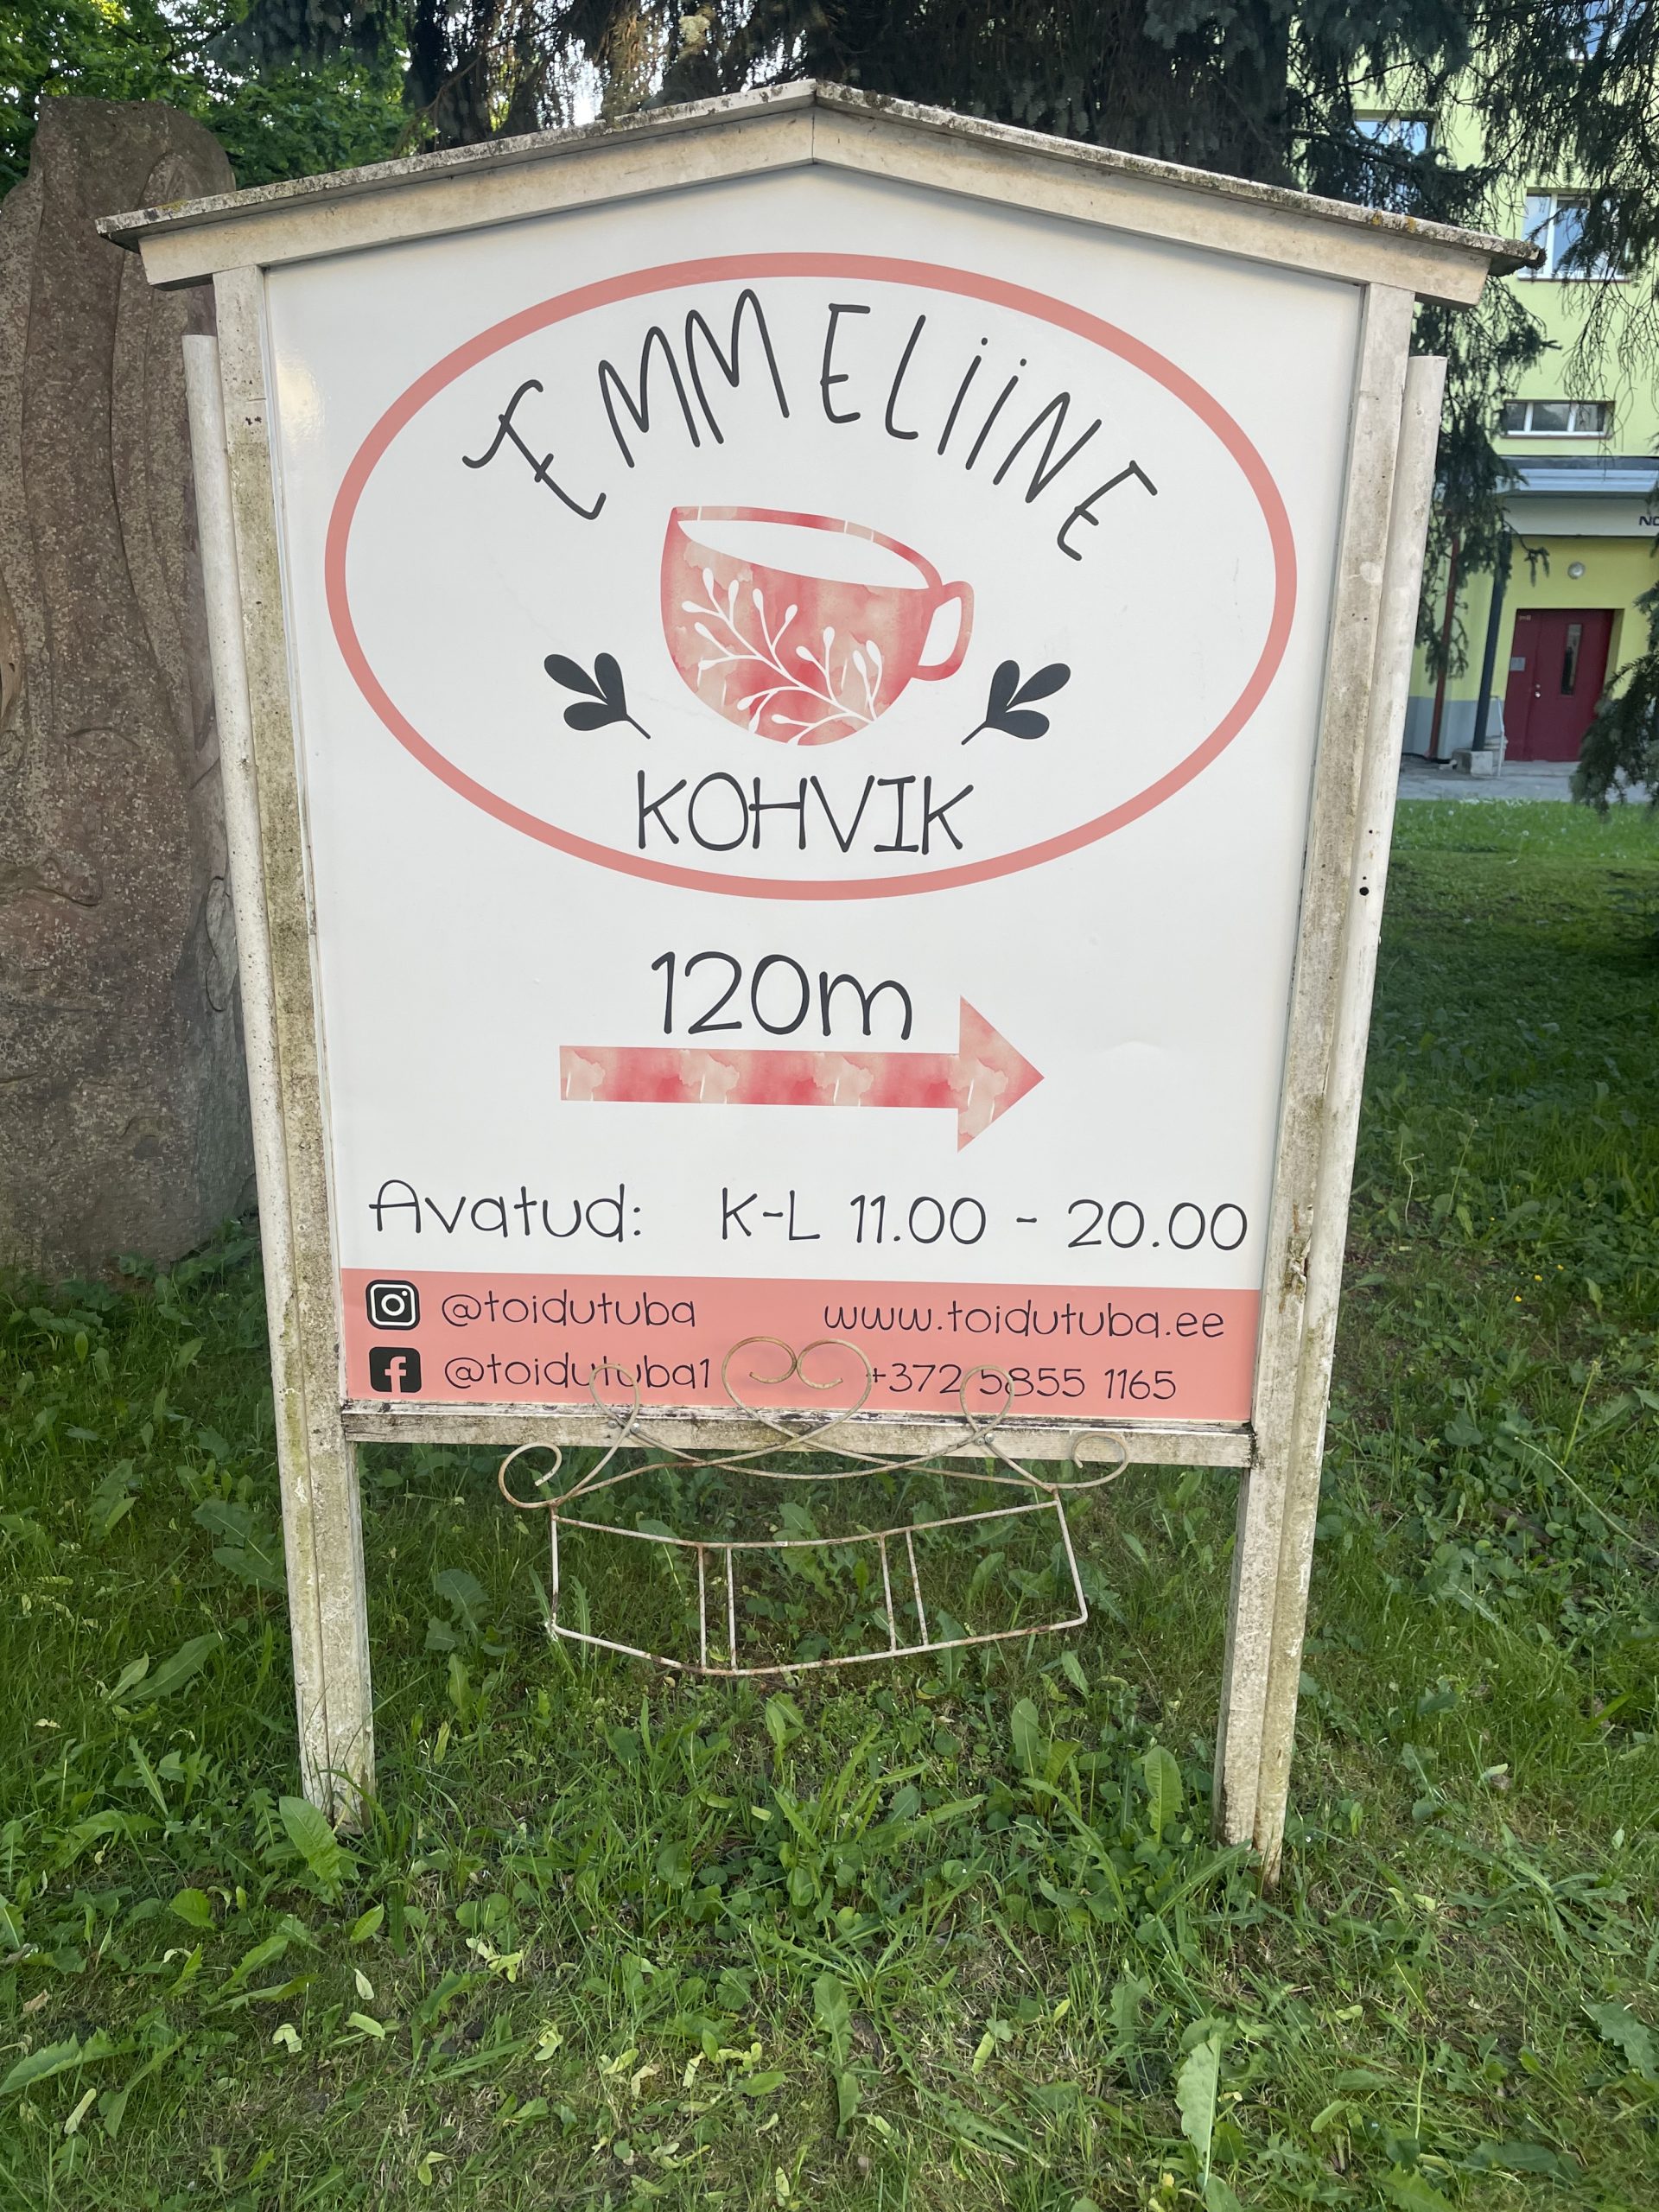 EMMELIINE
KOHVIK
120m
Avatud: K-L 11.00 - 20.00
@toidutuba www.toidutuba.ee
@toidutuba1 +372 5855 1165